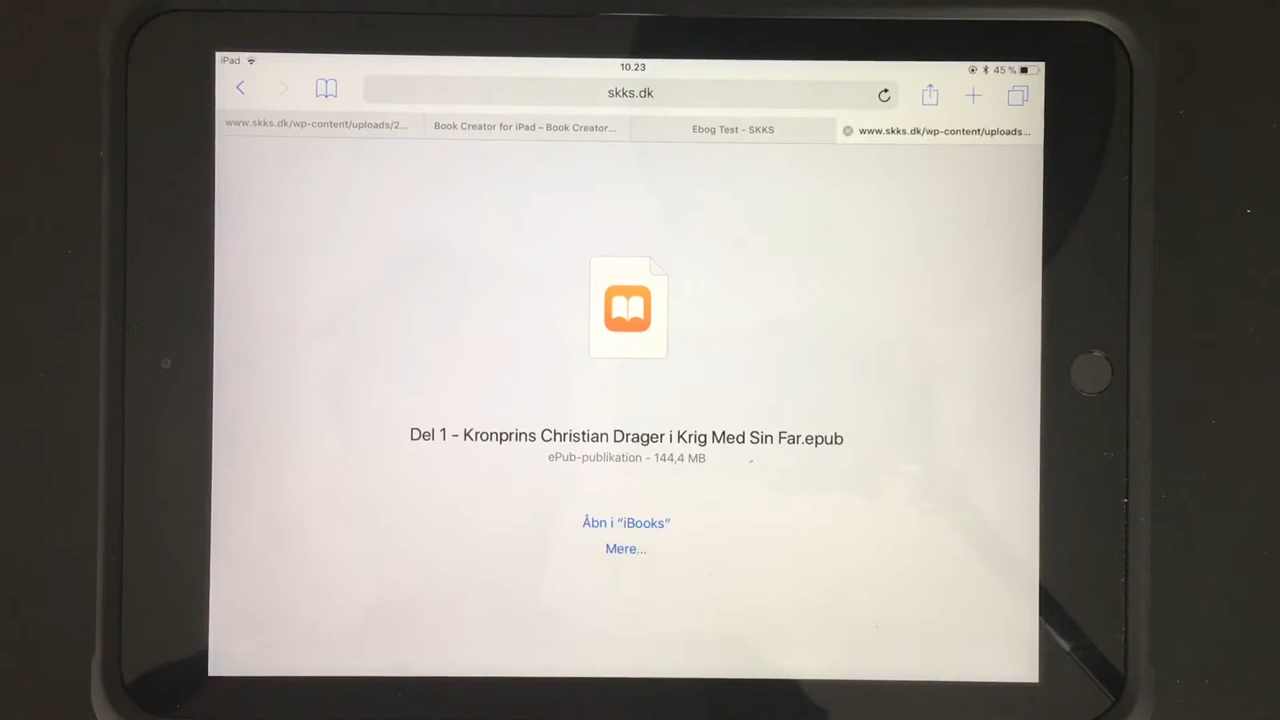 iPad
10.23
45 %
skks.dk
www.skks.dk/wp-content/uploads/2...
Book Creator for iPad – Book Creator...
Ebog Test - SKKS
www.skks.dk/wp-content/uploads...
Del 1 - Kronprins Christian Drager i Krig Med Sin Far.epub
ePub-publikation - 144,4 MB
Åbn i "iBooks"
Mere...